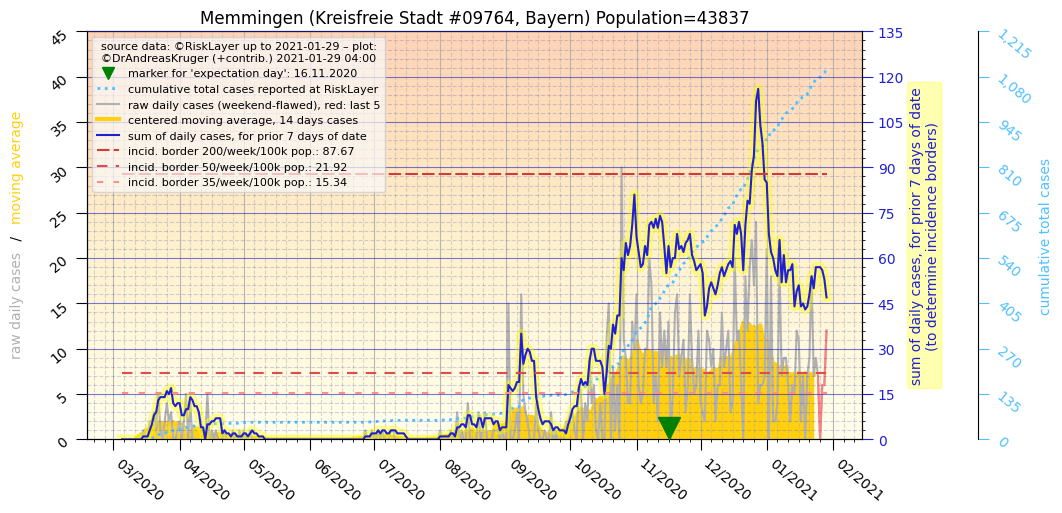 Memmingen (Kreisfreie Stadt #09764, Bayern) Population=43837
source data: ©RiskLayer up to 2021-01-29 – plot:
©DrAndreasKruger (+contrib.) 2021-01-29 04:00
marker for 'expectation day': 16.11.2020
cumulative total cases reported at RiskLayer
raw daily cases (weekend-flawed), red: last 5
centered moving average, 14 days cases
sum of daily cases, for prior 7 days of date
incid. border 200/week/100k pop.: 87.67
incid. border 50/week/100k pop.: 21.92
incid. border 35/week/100k pop.: 15.34
raw daily cases / moving average
45
40
35
30
25
20
15
10
5
0
03/2020
04/2020
05/2020
06/2020
07/2020
08/2020
09/2020
10/2020
11/2020
12/2020
01/2021
02/2021
135
120
105
90
75
60
45
30
15
0
sum of daily cases, for prior 7 days of date
(to determine incidence borders)
1,215
1,080
945
810
675
540
405
270
135
0
cumulative total cases